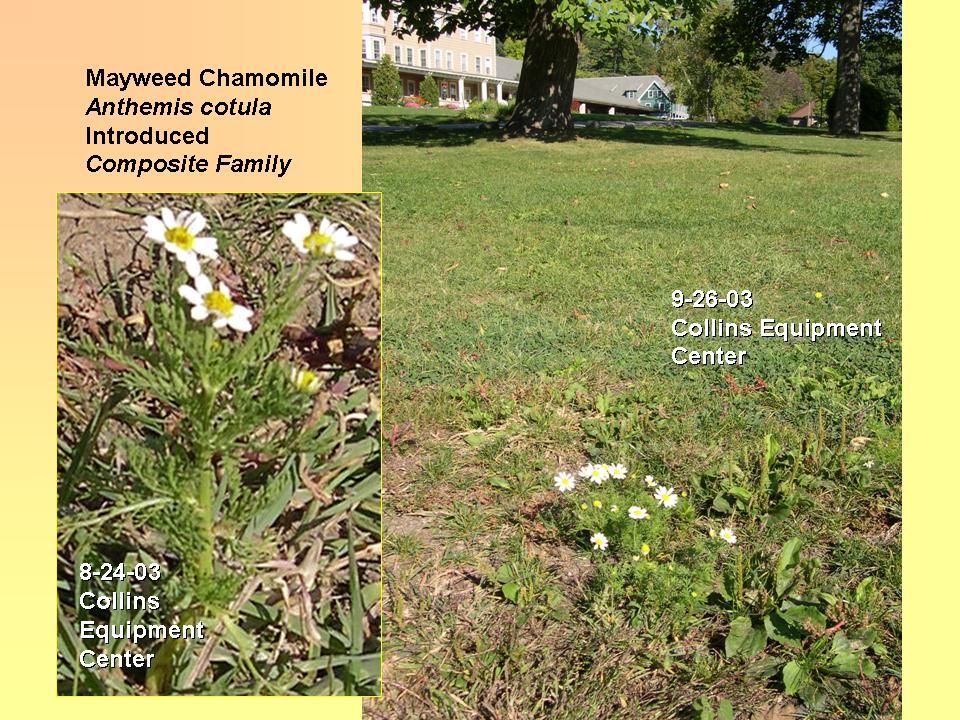 Mayweed Chamomile
Anthemis cotula
Introduced
Composite Family
9-26-03
Collins Equipment
Center
8-24-03
Collins
Equipment
Center